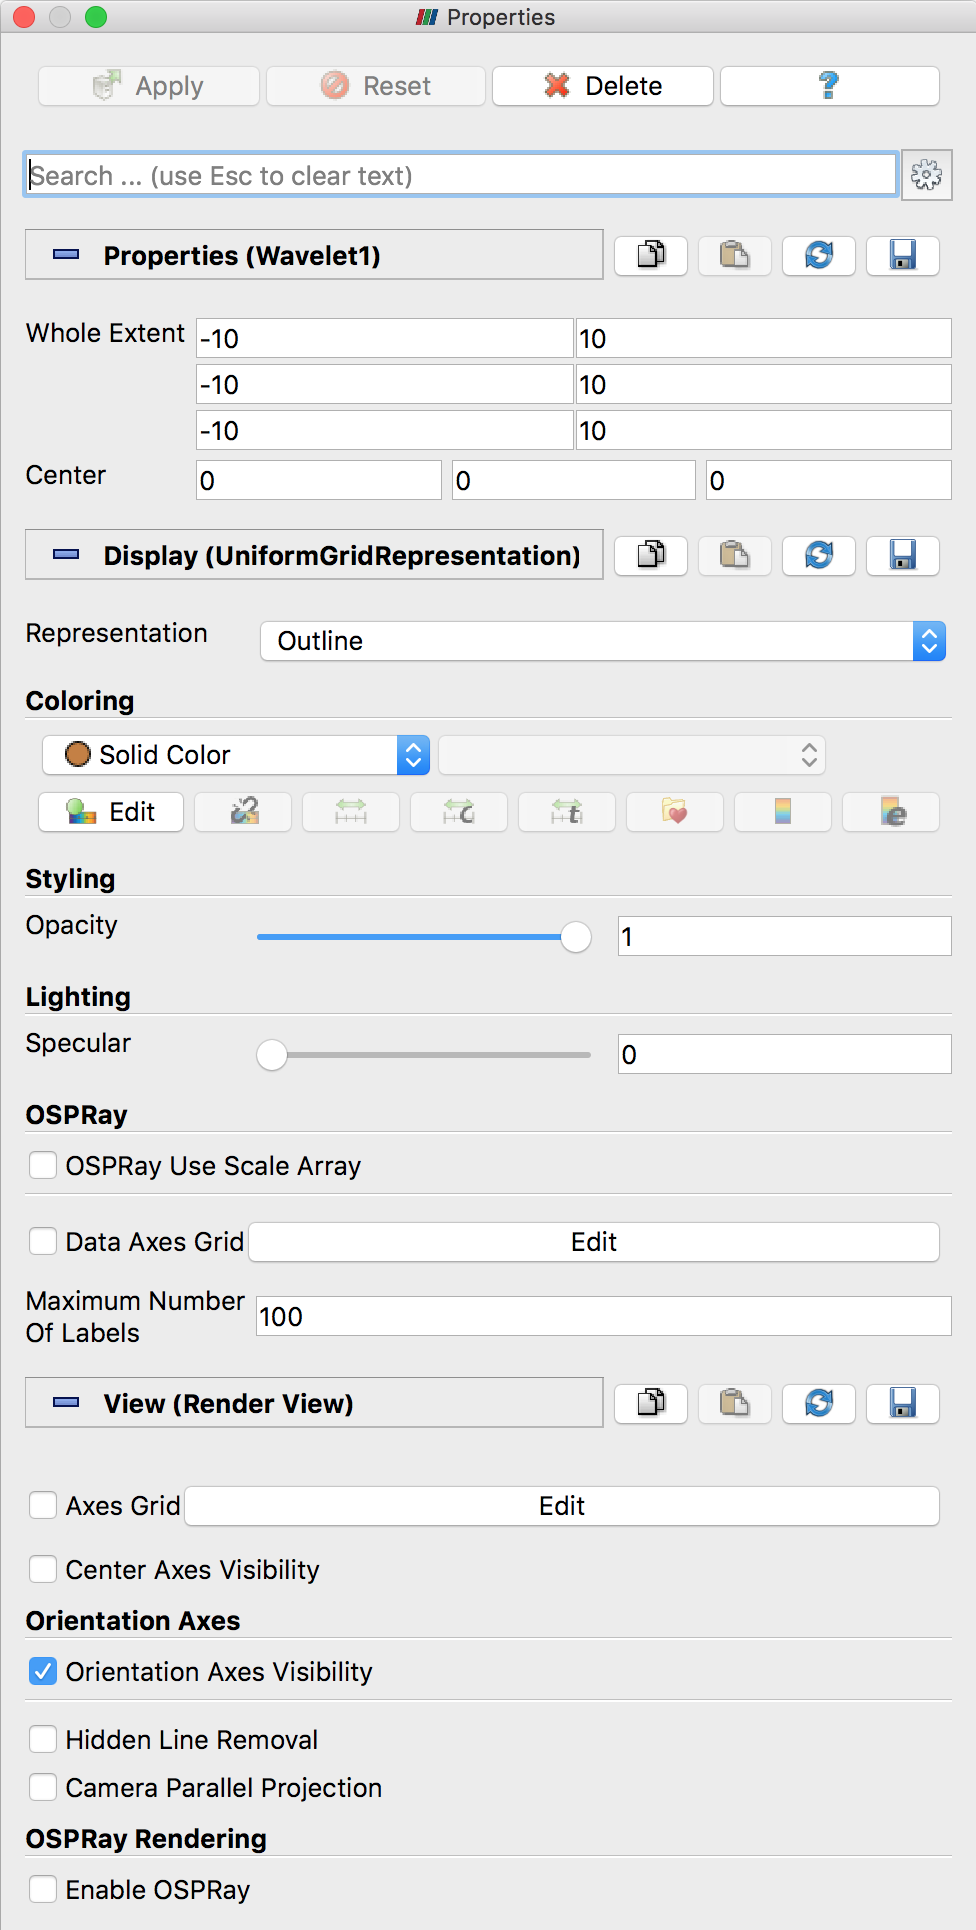 Properties
Apply Reset Delete ?
Search ... (use Esc to clear text)
Properties (Wavelet1)
Whole Extent -10 10
-10 10
-10 10
Center 0 0 0
Display (UniformGridRepresentation)
Representation Outline
Coloring
Solid Color
Edit c t e
Styling
Opacity 1
Lighting
Specular 0
OSPRay
OSPRay Use Scale Array
Data Axes Grid Edit
Maximum Number
Of Labels 100
View (Render View)
Axes Grid Edit
Center Axes Visibility
Orientation Axes
Orientation Axes Visibility
Hidden Line Removal
Camera Parallel Projection
OSPRay Rendering
Enable OSPRay